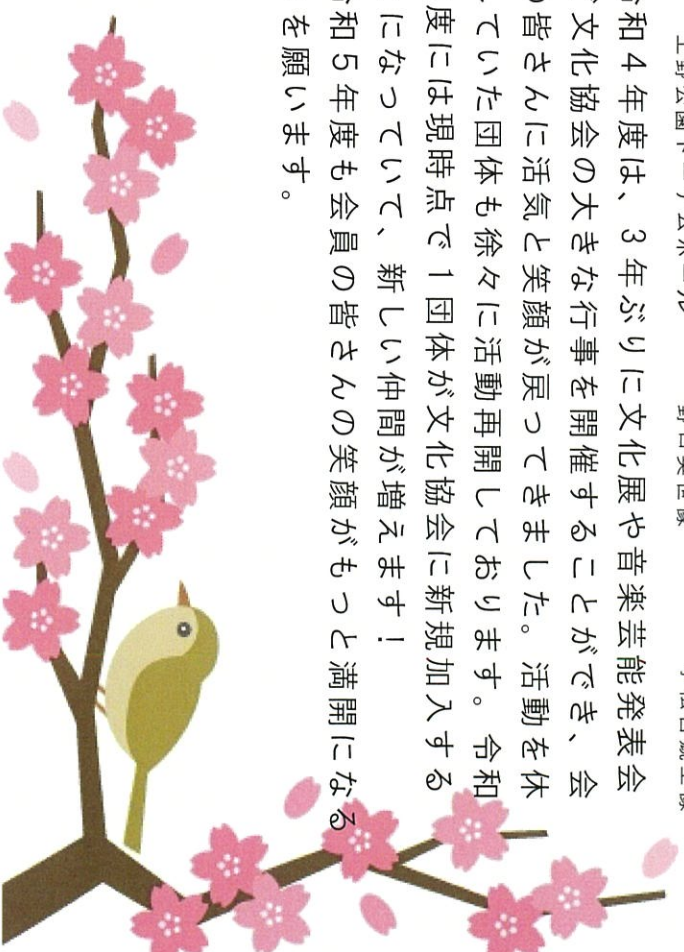 野口英世像
和４年度は、３年ぶりに文化展や音楽芸能発表会
文化協会の大きな行事を開催することができ、会
皆さんに活気と笑顔が戻ってきました。活動を休
ていた団体も徐々に活動再開しております。令和
度には現時点で１団体が文化協会に新規加入する
になっていて、新しい仲間が増えます！
和５年度も会員の皆さんの笑顔がもっと満開になる
を願います。